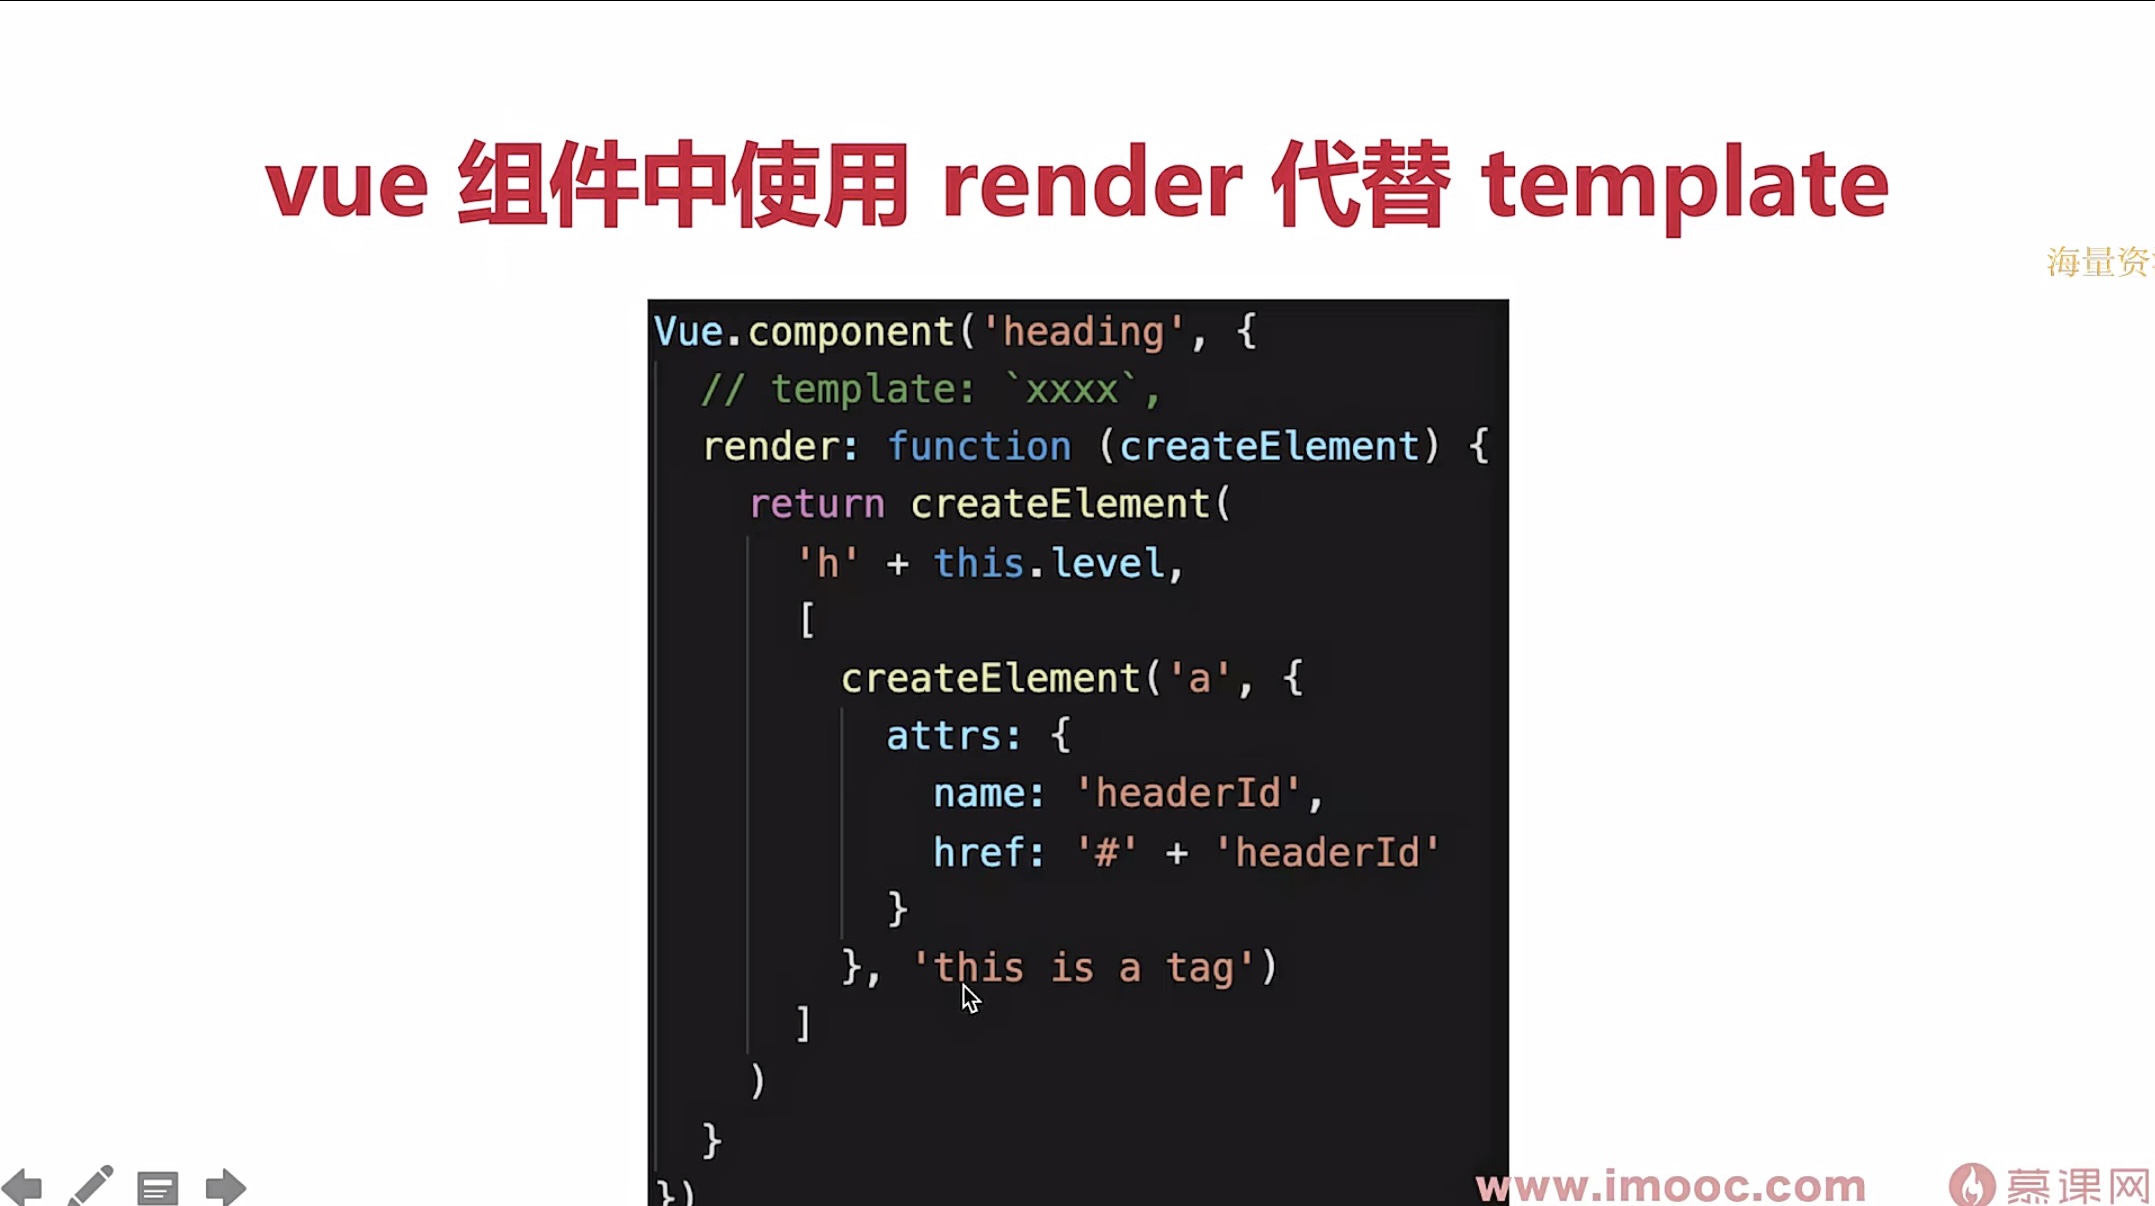 vue 组件中使用 render 代替 template
海量资
Vue.component('heading', {
  // template: `xxxx`,
  render: function (createElement) {
    return createElement(
      'h' + this.level,
      [
        createElement('a', {
          attrs: {
            name: 'headerId',
            href: '#' + 'headerId'
          }
        }, 'this is a tag')
      ]
    )
  }
})
www.imooc.com 慕课网